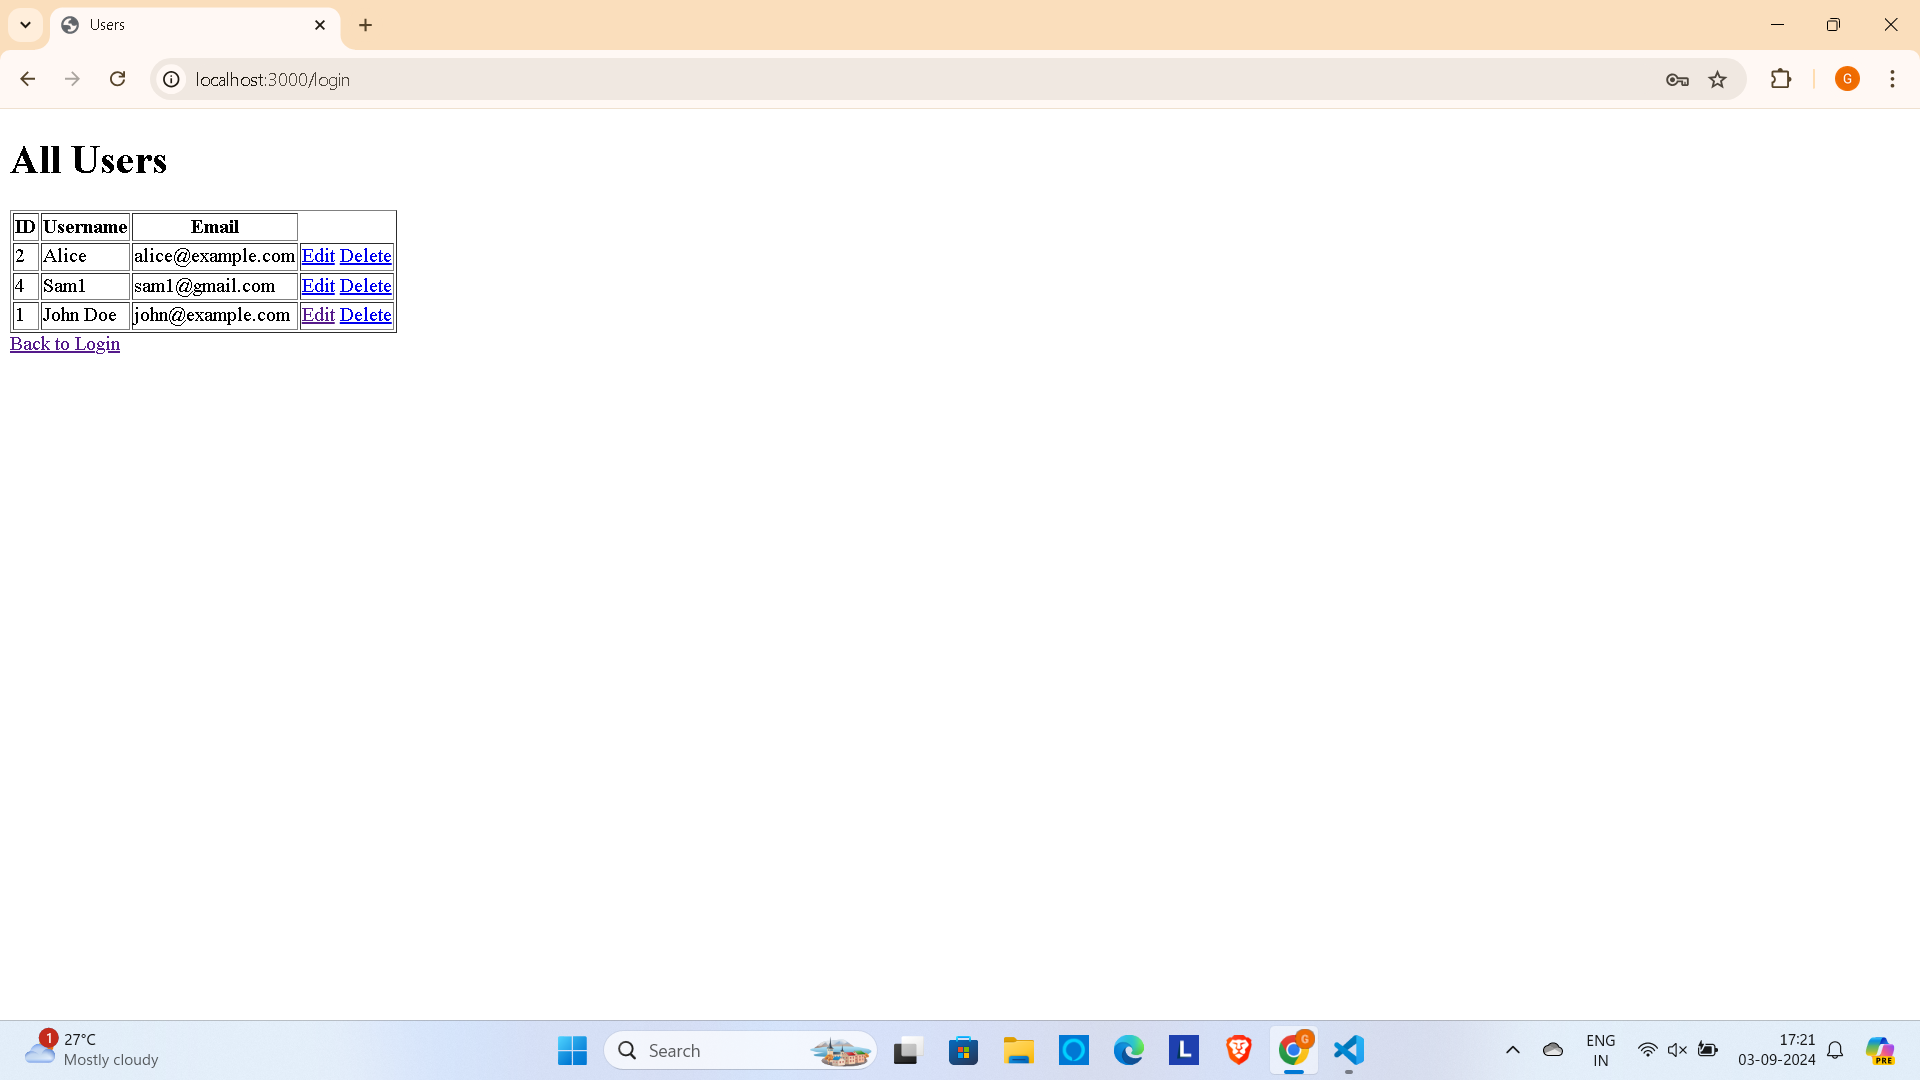 Users
localhost:3000/login
G
All Users
ID Username Email
2 Alice alice@example.com Edit Delete
4 Sam1 sam1@gmail.com Edit Delete
1 John Doe john@example.com Edit Delete
Back to Login
1
27°C
Mostly cloudy
Search
L
G
ENG
IN
17:21
03-09-2024
PRE